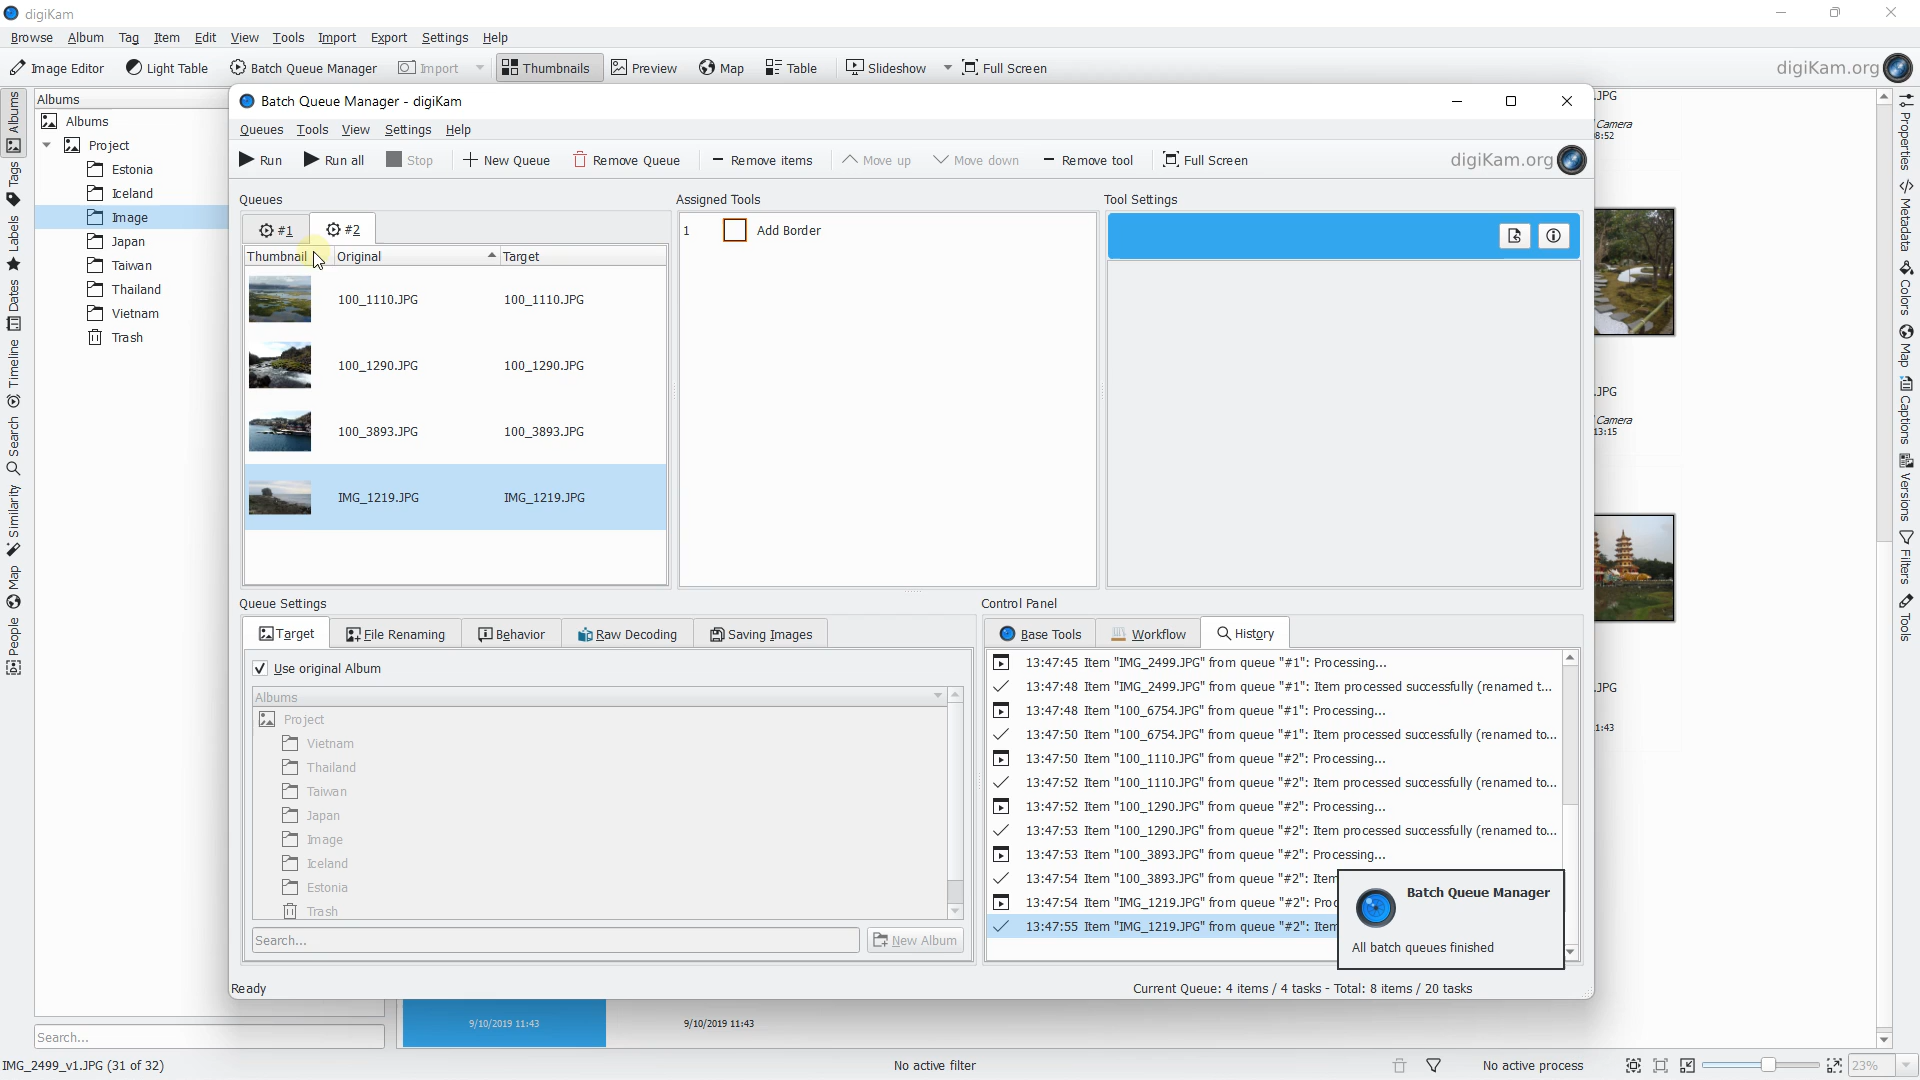 digiKam
Browse Album Tag Item Edit View Tools Import Export Settings Help
Image Editor Light Table Batch Queue Manager Import Thumbnails Preview Map Table Slideshow Full Screen digiKam.org
Albums
Albums
Project
Estonia
Iceland
Image
Japan
Taiwan
Thailand
Vietnam
Trash
Search...
Albums
Tags
Labels
Dates
Timeline
Search
Similarity
Map
People
Batch Queue Manager - digiKam
Queues Tools View Settings Help
Run Run all Stop New Queue Remove Queue Remove items Move up Move down Remove tool Full Screen digiKam.org
Queues
#1 #2
Thumbnail Original Target
100_1110.JPG 100_1110.JPG
100_1290.JPG 100_1290.JPG
100_3893.JPG 100_3893.JPG
IMG_1219.JPG IMG_1219.JPG
Assigned Tools
1 Add Border
Tool Settings
Queue Settings
Target File Renaming Behavior Raw Decoding Saving Images
Use original Album
Albums
Project
Vietnam
Thailand
Taiwan
Japan
Image
Iceland
Estonia
Trash
Search... New Album
Control Panel
Base Tools Workflow History
13:47:45 Item "IMG_2499.JPG" from queue "#1": Processing...
13:47:48 Item "IMG_2499.JPG" from queue "#1": Item processed successfully (renamed t...
13:47:48 Item "100_6754.JPG" from queue "#1": Processing...
13:47:50 Item "100_6754.JPG" from queue "#1": Item processed successfully (renamed to...
13:47:50 Item "100_1110.JPG" from queue "#2": Processing...
13:47:52 Item "100_1110.JPG" from queue "#2": Item processed successfully (renamed to...
13:47:52 Item "100_1290.JPG" from queue "#2": Processing...
13:47:53 Item "100_1290.JPG" from queue "#2": Item processed successfully (renamed to...
13:47:53 Item "100_3893.JPG" from queue "#2": Processing...
13:47:54 Item "100_3893.JPG" from queue "#2": Item
13:47:54 Item "IMG_1219.JPG" from queue "#2": Proc
13:47:55 Item "IMG_1219.JPG" from queue "#2": Item
Batch Queue Manager
All batch queues finished
Ready Current Queue: 4 items / 4 tasks - Total: 8 items / 20 tasks
.JPG
Camera
8:52
.JPG
Camera
13:15
.JPG
1:43
Properties
Metadata
Colors
Map
Captions
Versions
Filters
Tools
9/10/2019 11:43 9/10/2019 11:43
IMG_2499_v1.JPG (31 of 32) No active filter No active process 23%